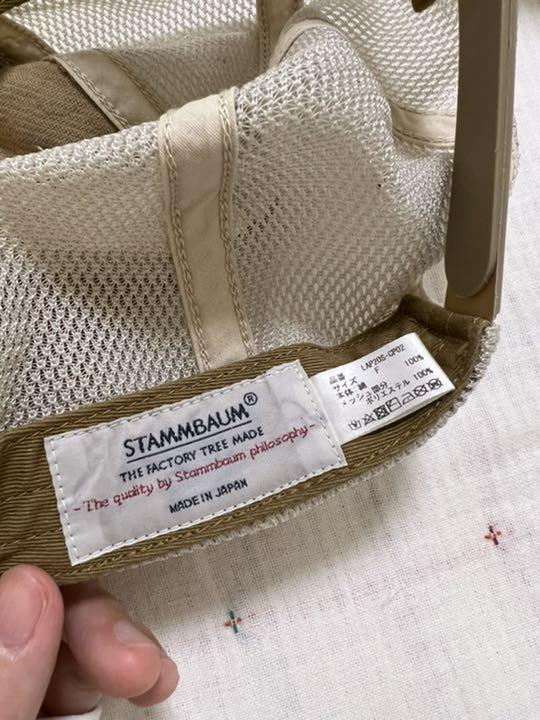 STAMMBAUM®
THE FACTORY TREE MADE
- The quality by Stammbaum philosophy -
MADE IN JAPAN
品番 LAP20S-CP02
サイズ F
本体 綿 100%
メッシュ部分
ポリエステル 100%